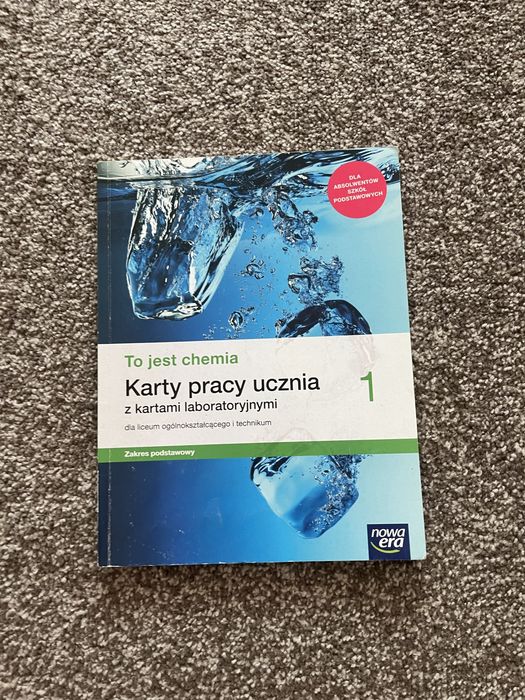 DLA
ABSOLWENTÓW
SZKÓŁ
PODSTAWOWYCH
To jest chemia
Karty pracy ucznia 1
z kartami laboratoryjnymi
dla liceum ogólnokształcącego i technikum
Zakres podstawowy
nowa
era